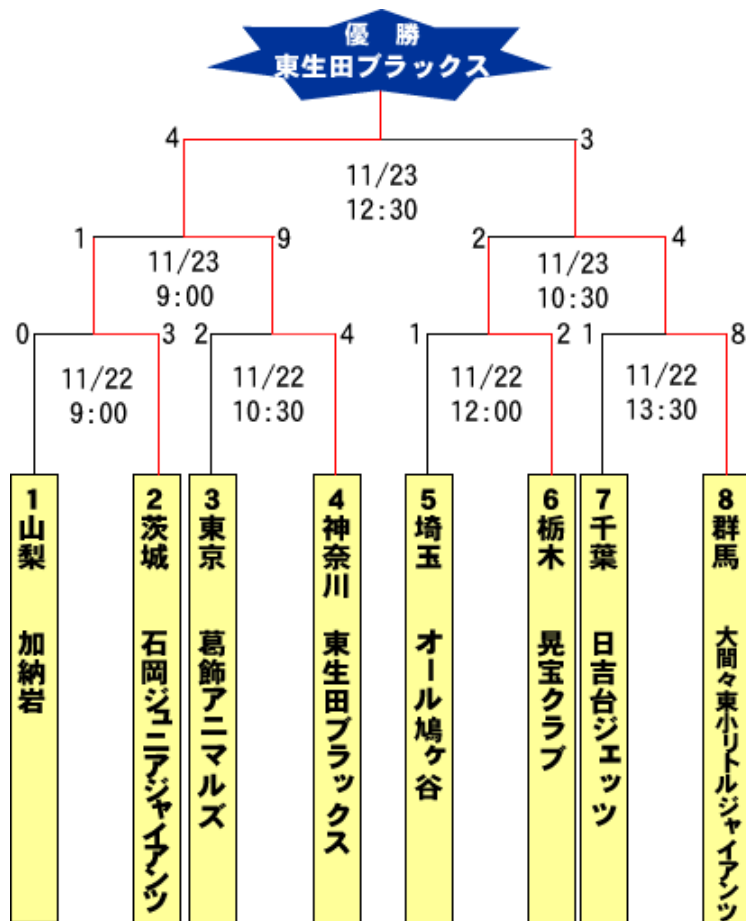 優 勝
東生田ブラックス
4
3
11/23
12:30
1
9
2
4
11/23
9:00
11/23
10:30
0
3
2
4
1
2
1
8
11/22
9:00
11/22
10:30
11/22
12:00
11/22
13:30
1 山梨 加納岩
2 茨城 石岡ジュニアジャイアンツ
3 東京 葛飾アニマルズ
4 神奈川 東生田ブラックス
5 埼玉 オール鳩ヶ谷
6 栃木 晃宝クラブ
7 千葉 日吉台ジェッツ
8 群馬 大間々東小リトルジャイアンツ